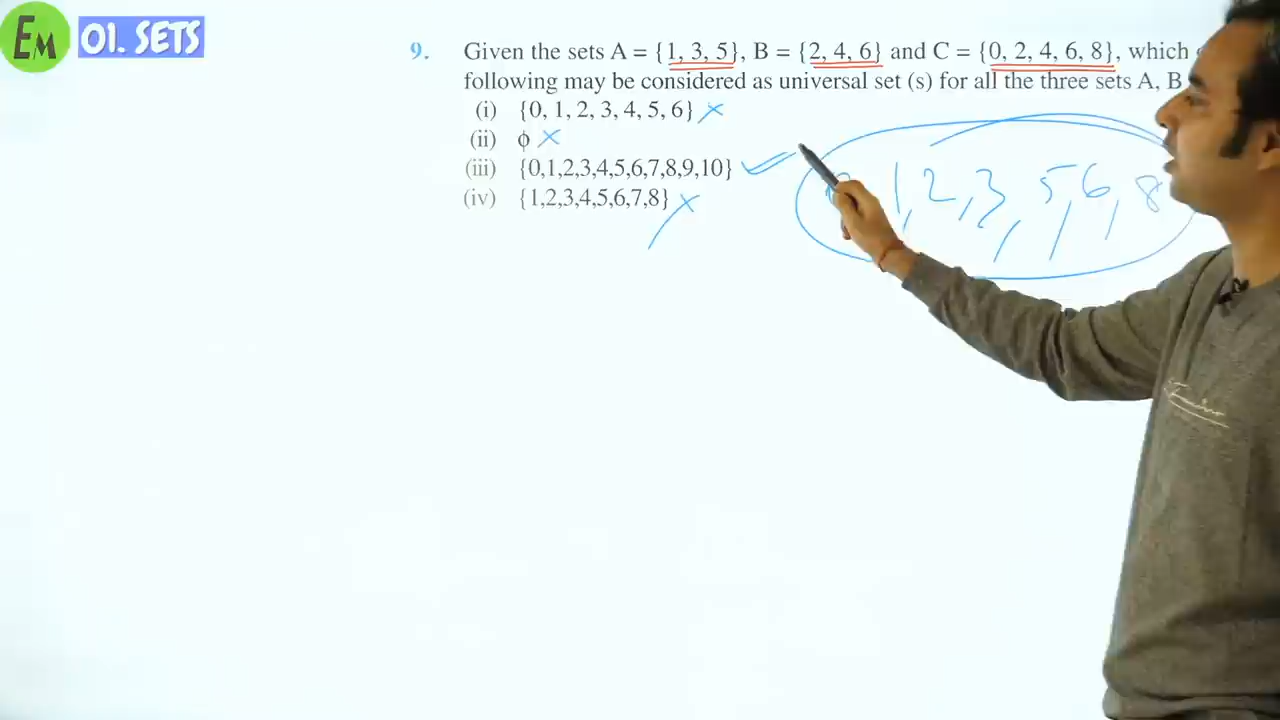 EM 01. SETS
9. Given the sets A = {1, 3, 5}, B = {2, 4, 6} and C = {0, 2, 4, 6, 8}, which
following may be considered as universal set (s) for all the three sets A, B
(i) {0, 1, 2, 3, 4, 5, 6}
(ii) ϕ
(iii) {0,1,2,3,4,5,6,7,8,9,10}
(iv) {1,2,3,4,5,6,7,8}
1, 2, 3, 5, 6, 8